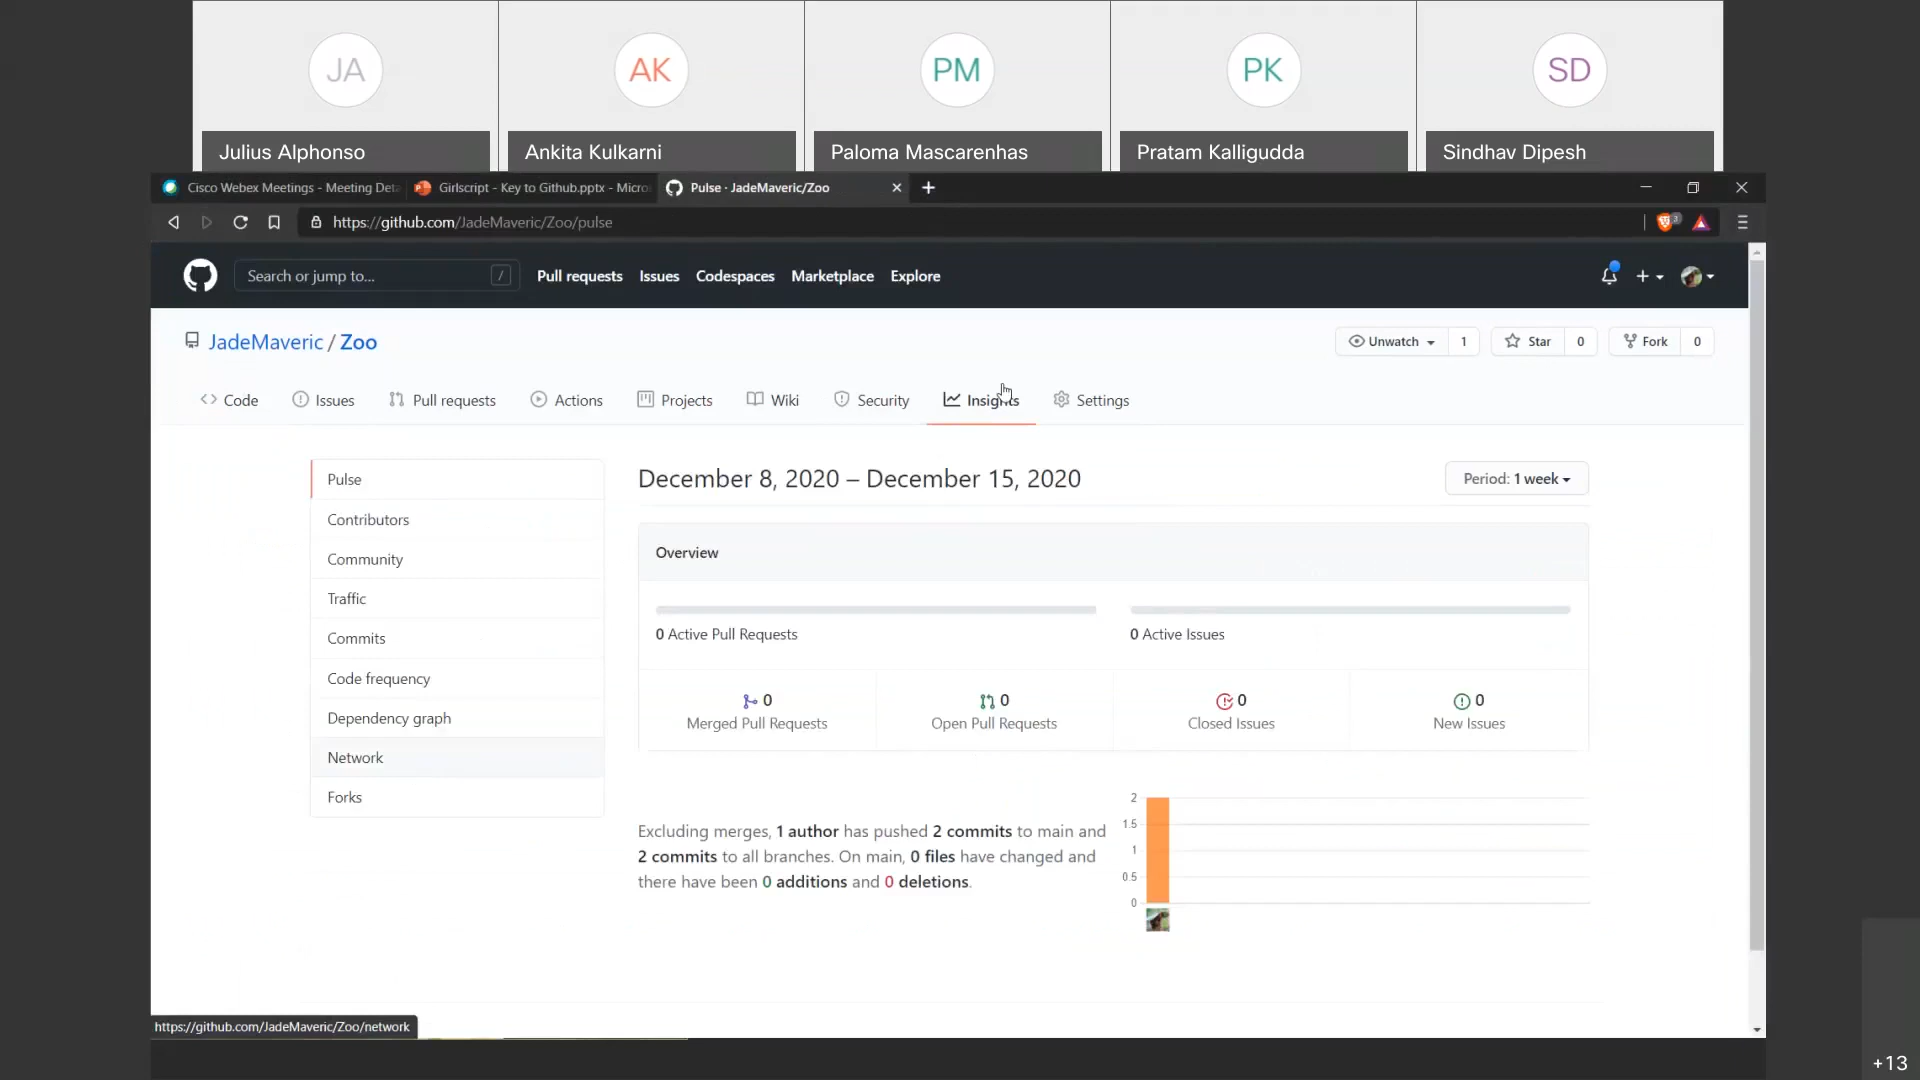 JA
AK
PM
PK
SD
Julius Alphonso
Ankita Kulkarni
Paloma Mascarenhas
Pratam Kalligudda
Sindhav Dipesh
Cisco Webex Meetings - Meeting Deta
Girlscript - Key to Github.pptx - Micro
Pulse · JadeMaveric/Zoo
https://github.com/JadeMaveric/Zoo/pulse
3
Search or jump to...
/
Pull requests
Issues
Codespaces
Marketplace
Explore
JadeMaveric / Zoo
Unwatch 1
Star 0
Fork 0
Code
Issues
Pull requests
Actions
Projects
Wiki
Security
Insights
Settings
Pulse
Contributors
Community
Traffic
Commits
Code frequency
Dependency graph
Network
Forks
December 8, 2020 – December 15, 2020
Period: 1 week
Overview
0 Active Pull Requests
0 Active Issues
0
Merged Pull Requests
0
Open Pull Requests
0
Closed Issues
0
New Issues
Excluding merges, 1 author has pushed 2 commits to main and
2 commits to all branches. On main, 0 files have changed and
there have been 0 additions and 0 deletions.
2
1.5
1
0.5
0
https://github.com/JadeMaveric/Zoo/network
+13